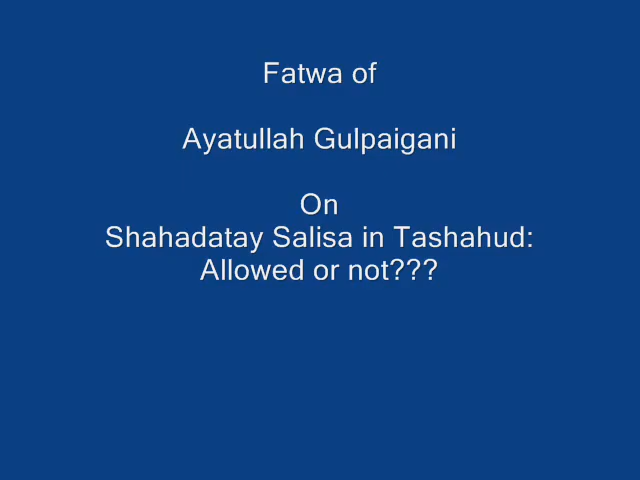 Fatwa of
Ayatullah Gulpaigani
On
Shahadatay Salisa in Tashahud:
Allowed or not???